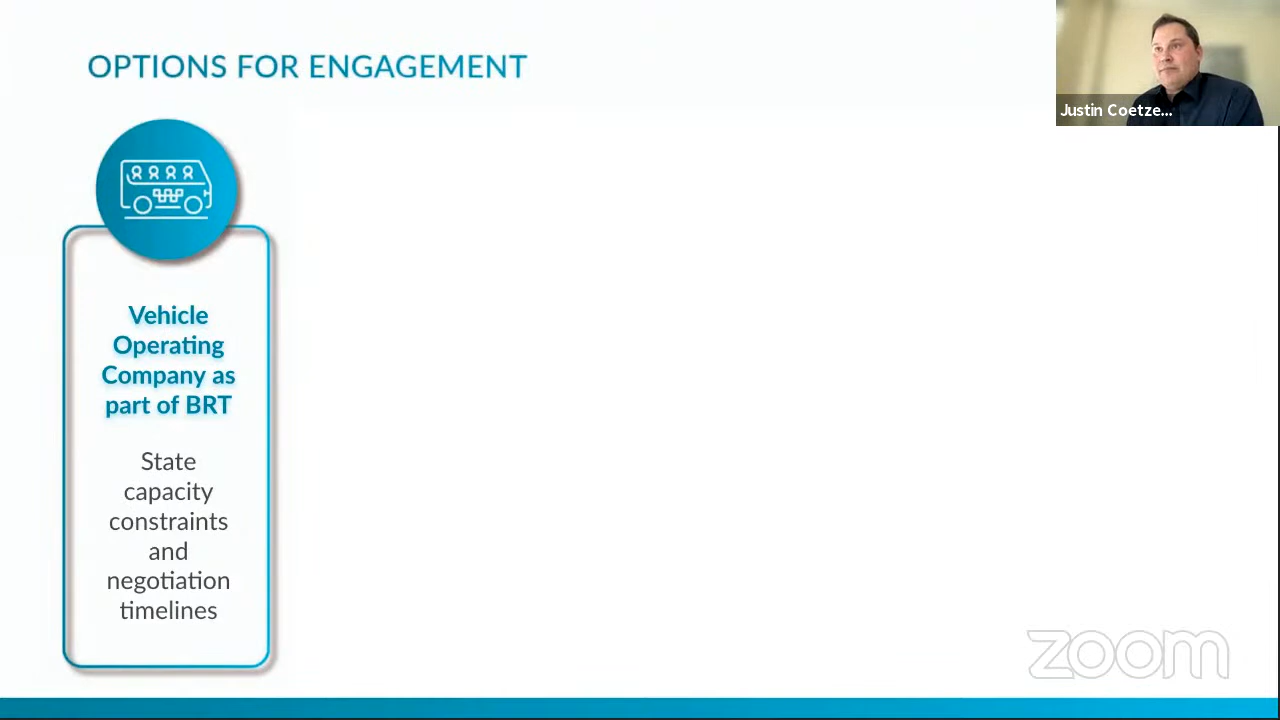 OPTIONS FOR ENGAGEMENT
Justin Coetze...
Vehicle
Operating
Company as
part of BRT
State
capacity
constraints
and
negotiation
timelines
zoom